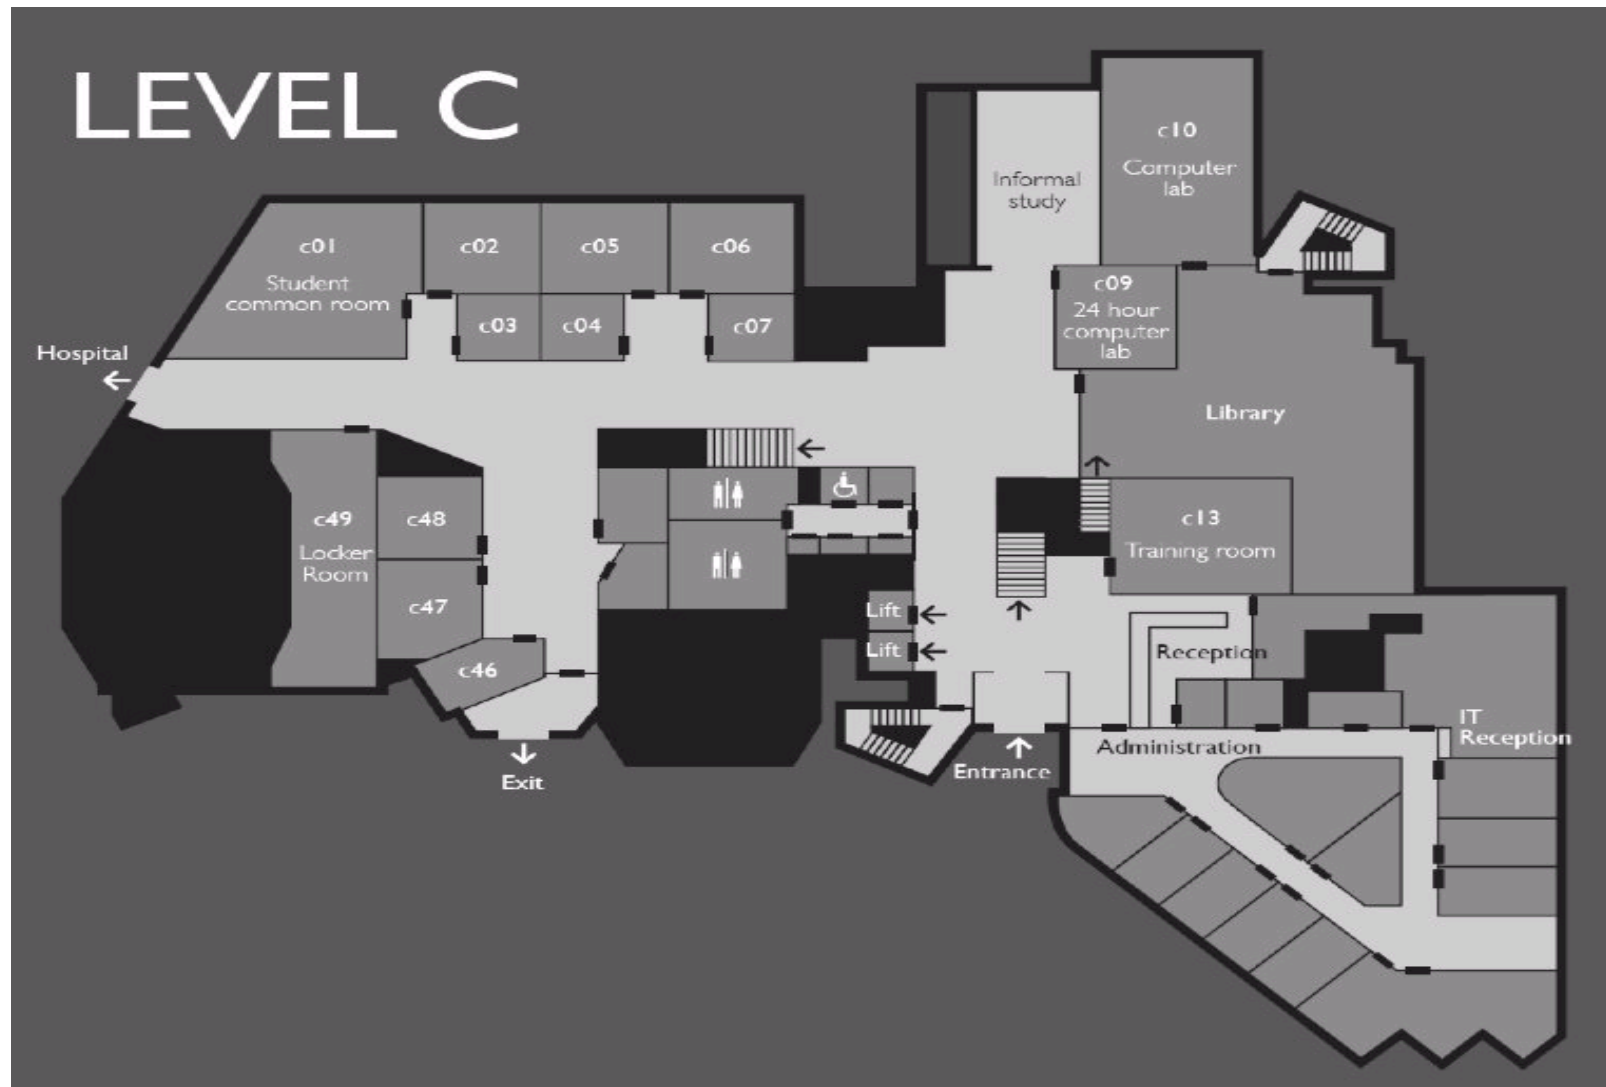 LEVEL C
c01
Student
common room
c02
c05
c06
c03
c04
c07
Hospital
Informal
study
c10
Computer
lab
c09
24 hour
computer
lab
Library
c13
Training room
c49
Locker
Room
c48
c47
c46
Lift
Lift
Reception
IT
Reception
Administration
Entrance
Exit